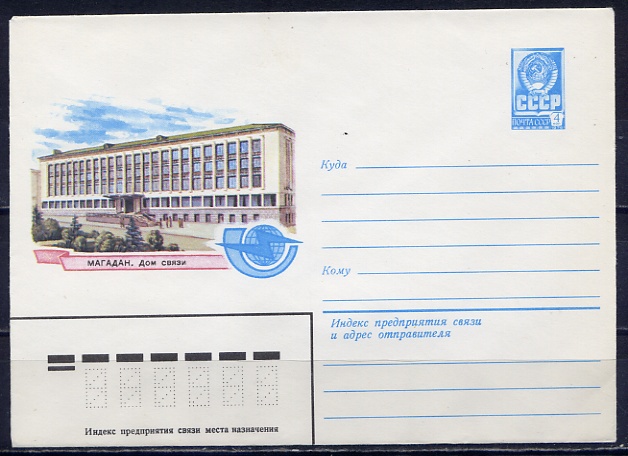 СССР
ПОЧТА СССР
4
Куда
МАГАДАН. Дом связи
Кому
Индекс предприятия связи
и адрес отправителя
Индекс предприятия связи места назначения